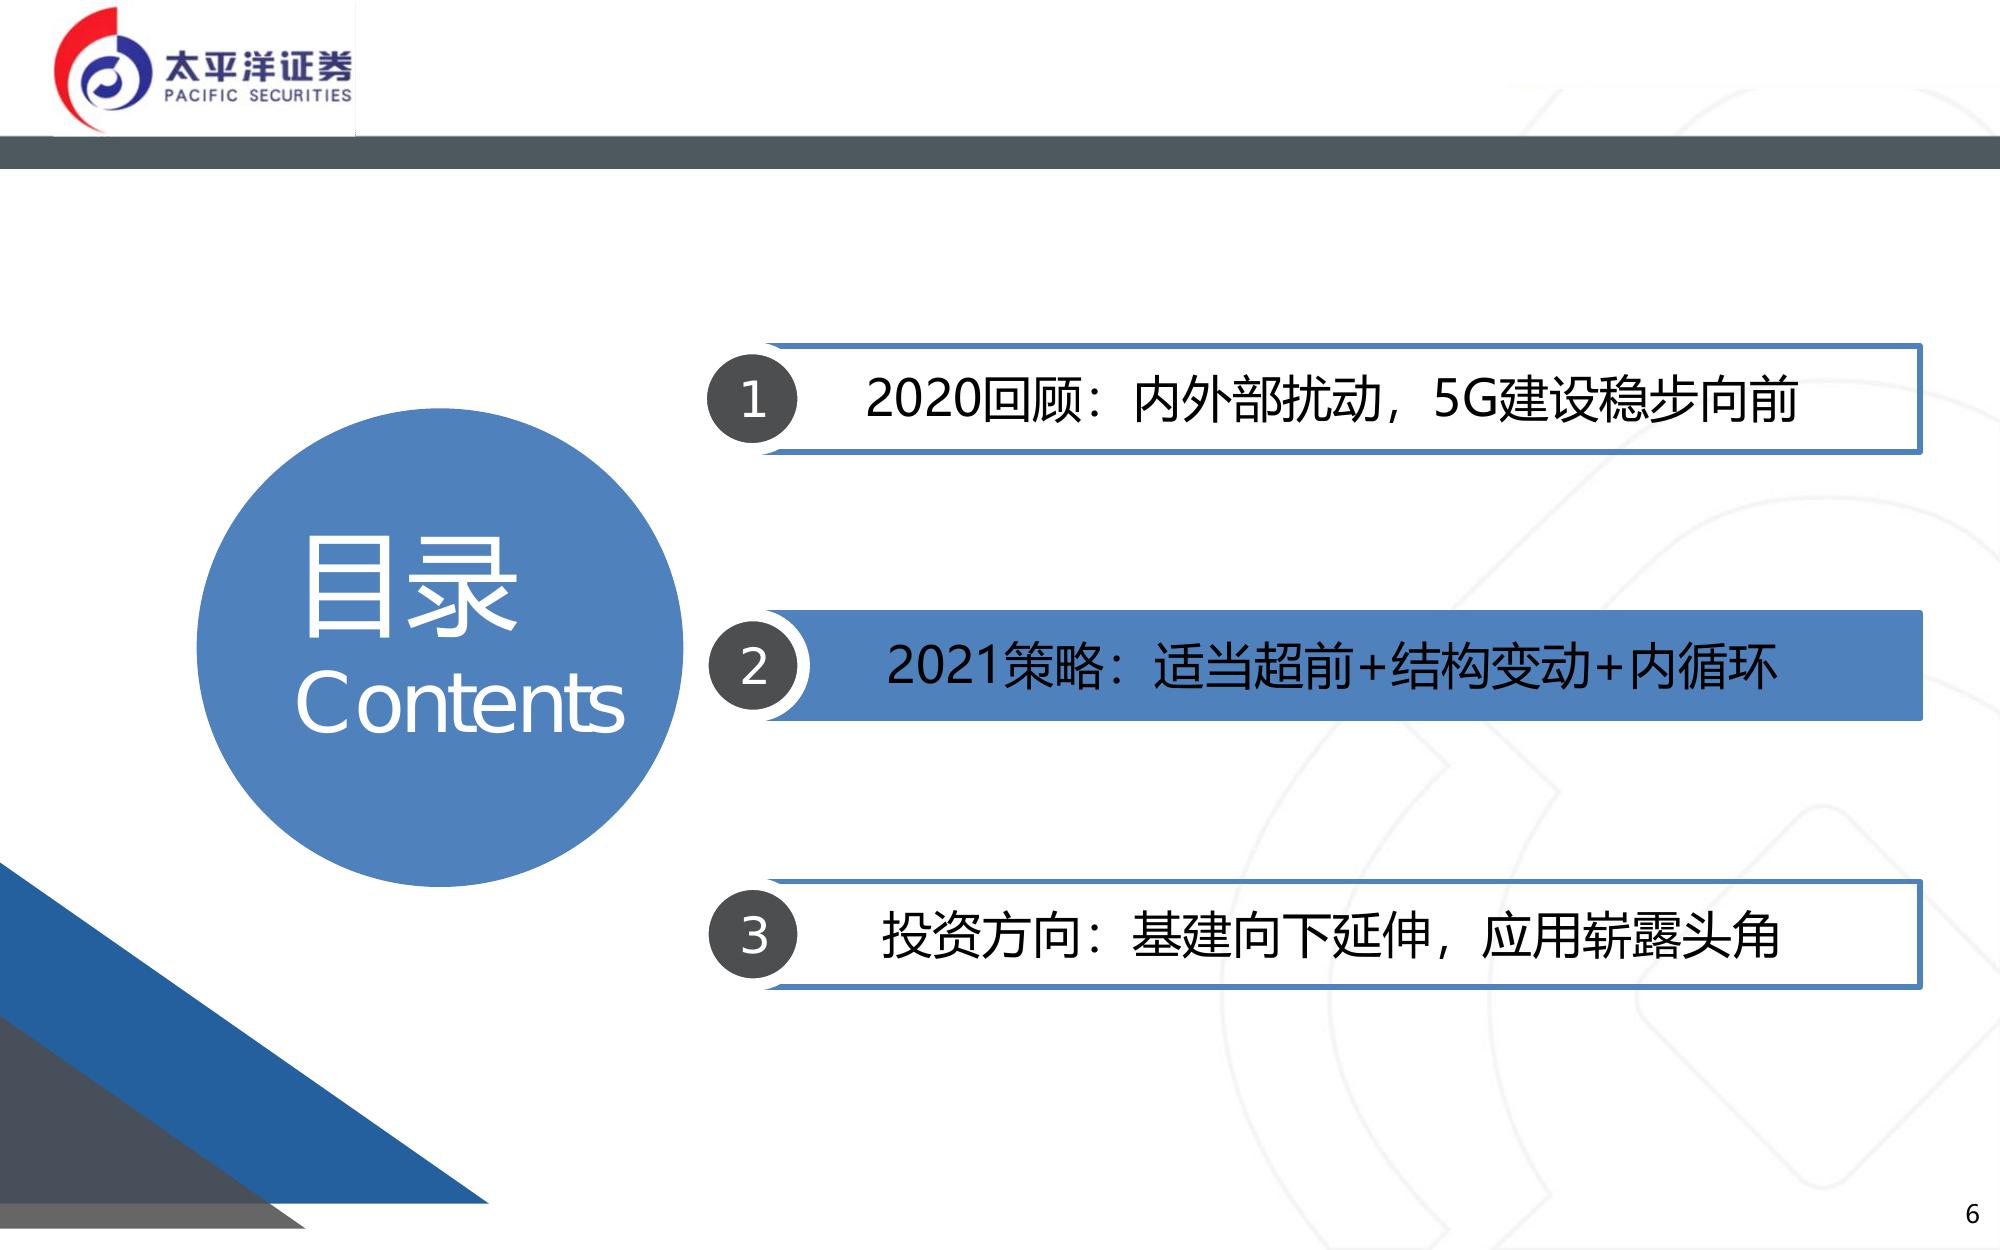 太平洋证券
PACIFIC SECURITIES
目录
Contents
1 2020回顾：内外部扰动，5G建设稳步向前
2 2021策略：适当超前+结构变动+内循环
3 投资方向：基建向下延伸，应用崭露头角
6